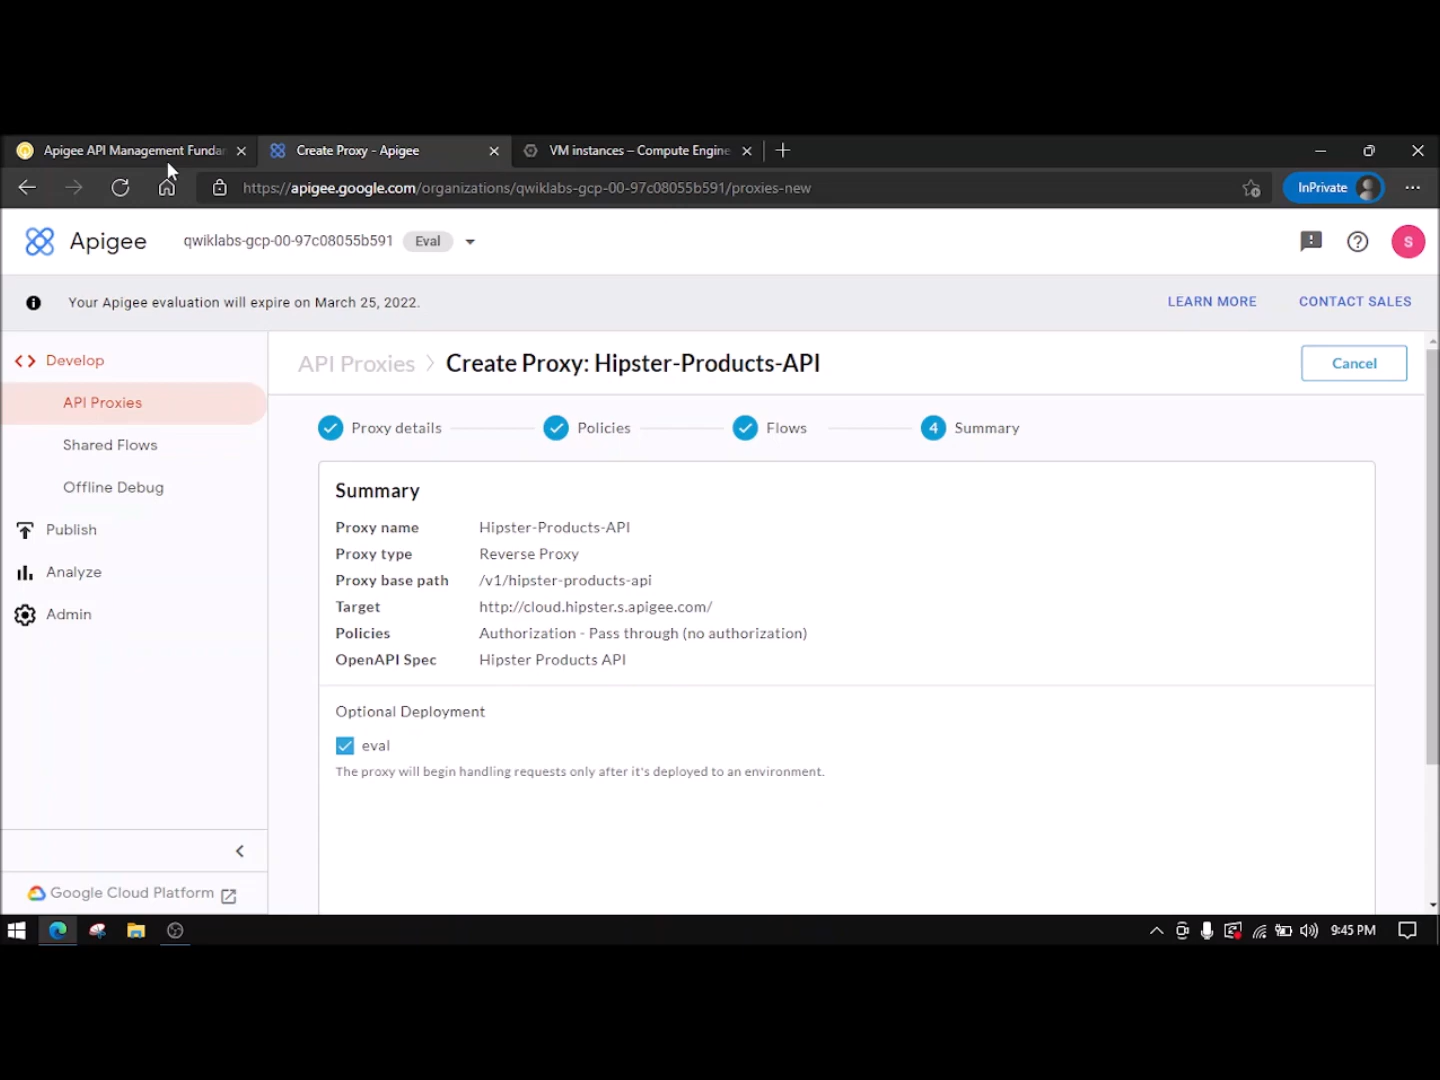 Apigee API Management Funda
Create Proxy - Apigee
VM instances – Compute Engine
https://apigee.google.com/organizations/qwiklabs-gcp-00-97c08055b591/proxies-new
InPrivate
Apigee
qwiklabs-gcp-00-97c08055b591
Eval
S
Your Apigee evaluation will expire on March 25, 2022.
LEARN MORE
CONTACT SALES
Develop
API Proxies
Shared Flows
Offline Debug
Publish
Analyze
Admin
Google Cloud Platform
API Proxies > Create Proxy: Hipster-Products-API
Cancel
Proxy details
Policies
Flows
4 Summary
Summary
Proxy name Hipster-Products-API
Proxy type Reverse Proxy
Proxy base path /v1/hipster-products-api
Target http://cloud.hipster.s.apigee.com/
Policies Authorization - Pass through (no authorization)
OpenAPI Spec Hipster Products API
Optional Deployment
eval
The proxy will begin handling requests only after it's deployed to an environment.
9:45 PM